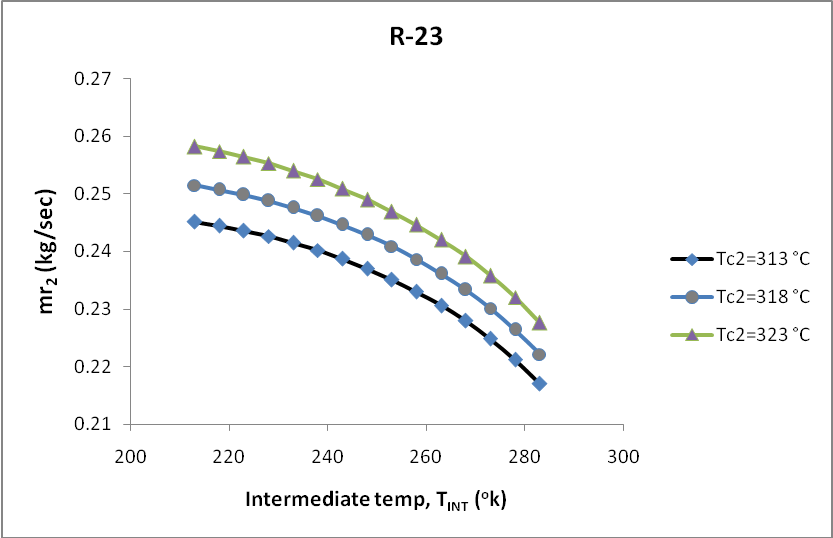 R-23
0.27
0.26
0.25
0.24
0.23
0.22
0.21
mr₂ (kg/sec)
200 220 240 260 280 300
Intermediate temp, T_INT (°k)
Tc2=313 °C
Tc2=318 °C
Tc2=323 °C